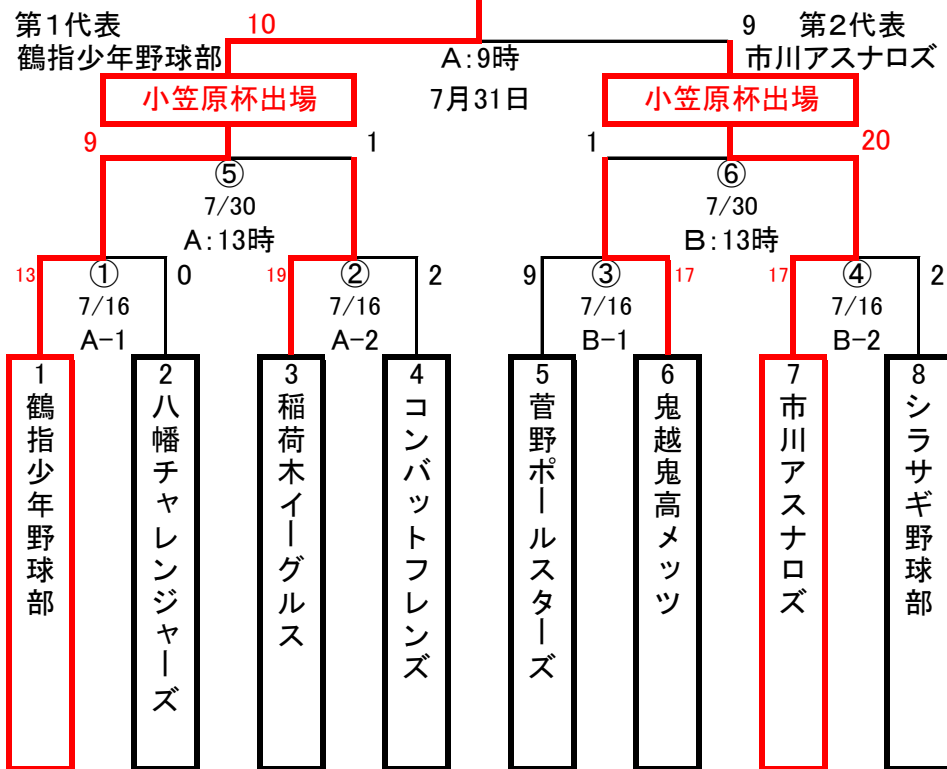 第1代表
鶴指少年野球部
10
A:9時
7月31日
9
第2代表
市川アスナロズ
小笠原杯出場
小笠原杯出場
9
1
⑤
7/30
A:13時
1
20
⑥
7/30
B:13時
13
0
①
7/16
A-1
19
2
②
7/16
A-2
9
17
③
7/16
B-1
17
2
④
7/16
B-2
1
鶴指少年野球部
2
八幡チャレンジャーズ
3
稲荷木イーグルス
4
コンバットフレンズ
5
菅野ポールスターズ
6
鬼越鬼高メッツ
7
市川アスナロズ
8
シラサギ野球部